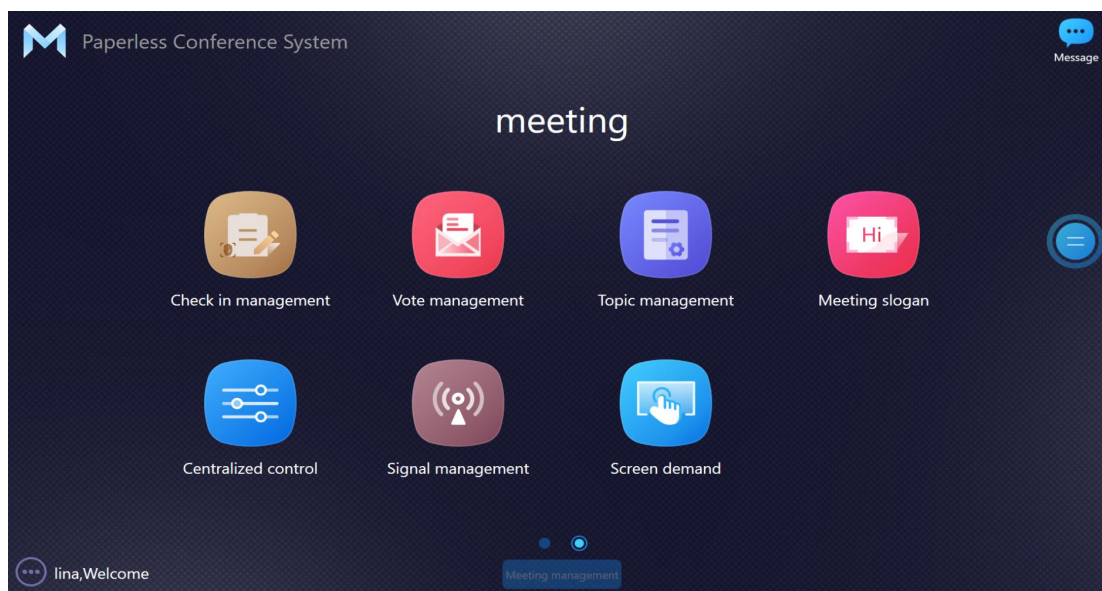 Paperless Conference System
Message
meeting
Hi
Check in management
Vote management
Topic management
Meeting slogan
Centralized control
Signal management
Screen demand
lina,Welcome
Meeting management